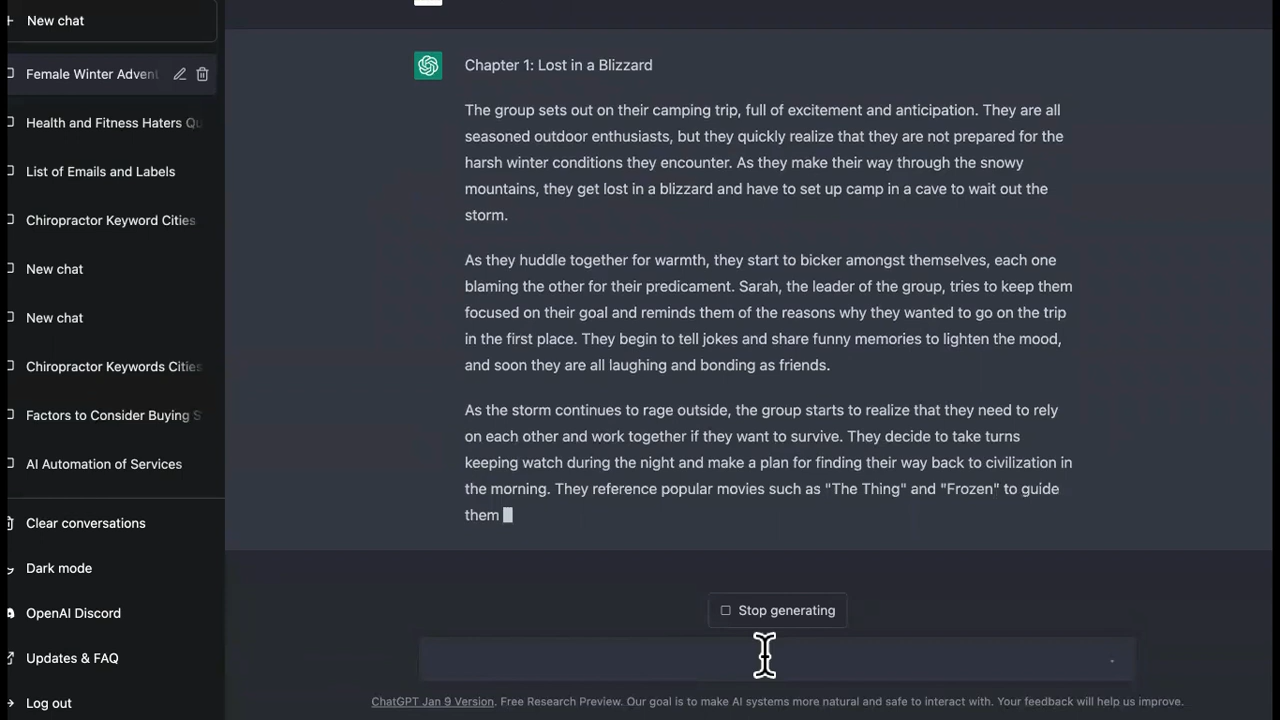 New chat
Female Winter Advent
Health and Fitness Haters Qu
List of Emails and Labels
Chiropractor Keyword Cities
New chat
New chat
Chiropractor Keywords Cities
Factors to Consider Buying S
AI Automation of Services
Clear conversations
Dark mode
OpenAI Discord
Updates & FAQ
Log out
Chapter 1: Lost in a Blizzard
The group sets out on their camping trip, full of excitement and anticipation. They are all
seasoned outdoor enthusiasts, but they quickly realize that they are not prepared for the
harsh winter conditions they encounter. As they make their way through the snowy
mountains, they get lost in a blizzard and have to set up camp in a cave to wait out the
storm.
As they huddle together for warmth, they start to bicker amongst themselves, each one
blaming the other for their predicament. Sarah, the leader of the group, tries to keep them
focused on their goal and reminds them of the reasons why they wanted to go on the trip
in the first place. They begin to tell jokes and share funny memories to lighten the mood,
and soon they are all laughing and bonding as friends.
As the storm continues to rage outside, the group starts to realize that they need to rely
on each other and work together if they want to survive. They decide to take turns
keeping watch during the night and make a plan for finding their way back to civilization in
the morning. They reference popular movies such as "The Thing" and "Frozen" to guide
them
Stop generating
ChatGPT Jan 9 Version. Free Research Preview. Our goal is to make AI systems more natural and safe to interact with. Your feedback will help us improve.